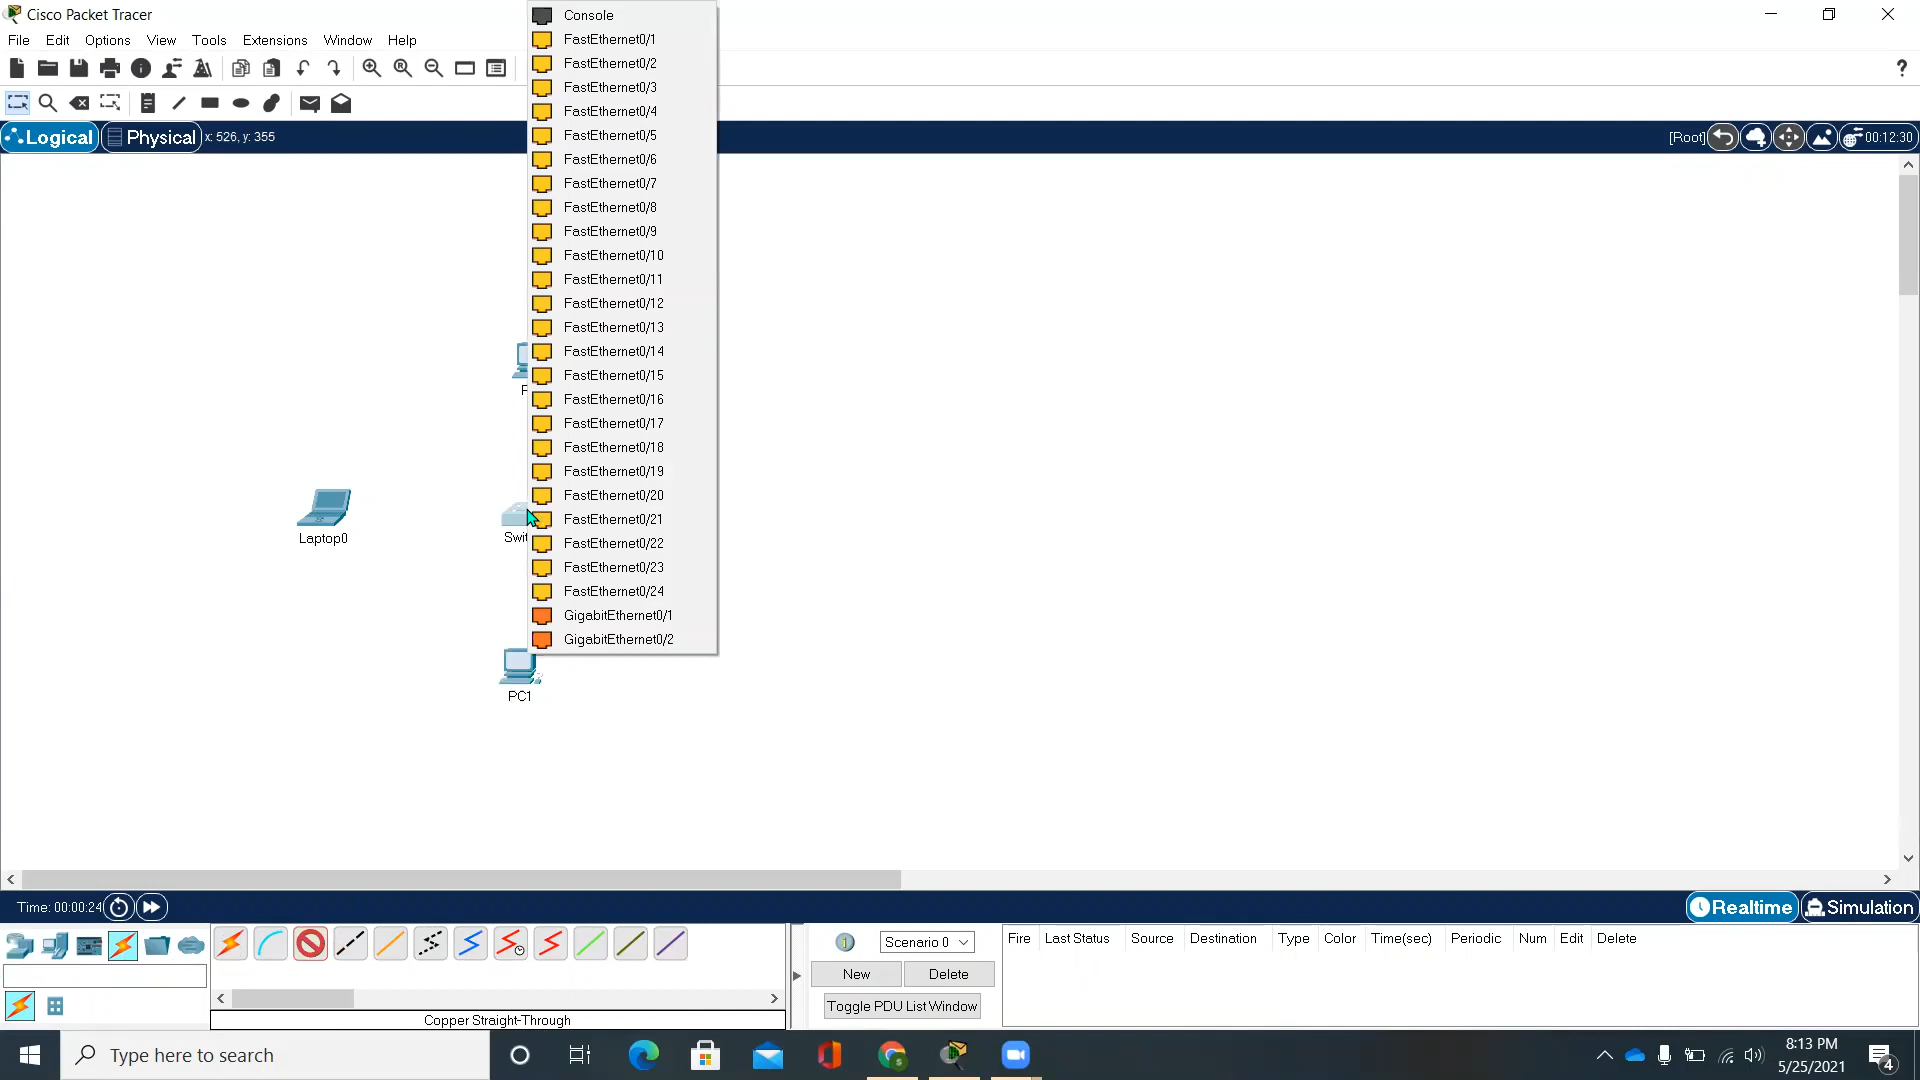 Cisco Packet Tracer
File Edit Options View Tools Extensions Window Help
?
Logical Physical x: 526, y: 355
[Root] 00:12:30
Console
FastEthernet0/1
FastEthernet0/2
FastEthernet0/3
FastEthernet0/4
FastEthernet0/5
FastEthernet0/6
FastEthernet0/7
FastEthernet0/8
FastEthernet0/9
FastEthernet0/10
FastEthernet0/11
FastEthernet0/12
FastEthernet0/13
FastEthernet0/14
FastEthernet0/15
FastEthernet0/16
FastEthernet0/17
FastEthernet0/18
FastEthernet0/19
FastEthernet0/20
FastEthernet0/21
FastEthernet0/22
FastEthernet0/23
FastEthernet0/24
GigabitEthernet0/1
GigabitEthernet0/2
Laptop0
Swit
PC1
Time: 00:00:24
Realtime Simulation
Scenario 0
New Delete
Toggle PDU List Window
Fire Last Status Source Destination Type Color Time(sec) Periodic Num Edit Delete
Copper Straight-Through
Type here to search
8:13 PM
5/25/2021
4